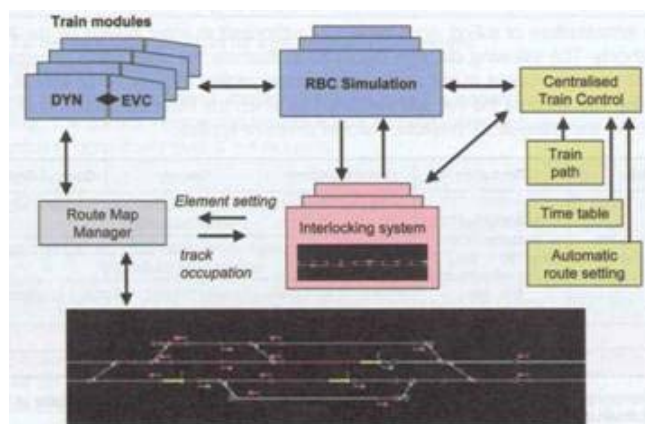 Train modules
DYN
EVC
RBC Simulation
Centralised
Train Control
Train
path
Time table
Automatic
route setting
Route Map
Manager
Element setting
track
occupation
Interlocking system